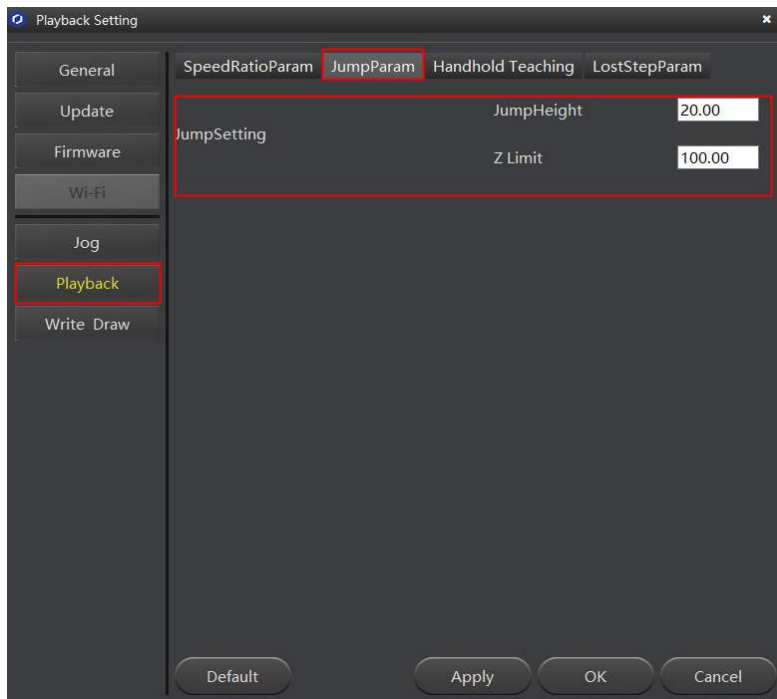 Playback Setting
General
Update
Firmware
Wi-Fi
Jog
Playback
Write Draw
SpeedRatioParam JumpParam Handhold Teaching LostStepParam
JumpSetting
JumpHeight 20.00
Z Limit 100.00
Default Apply OK Cancel